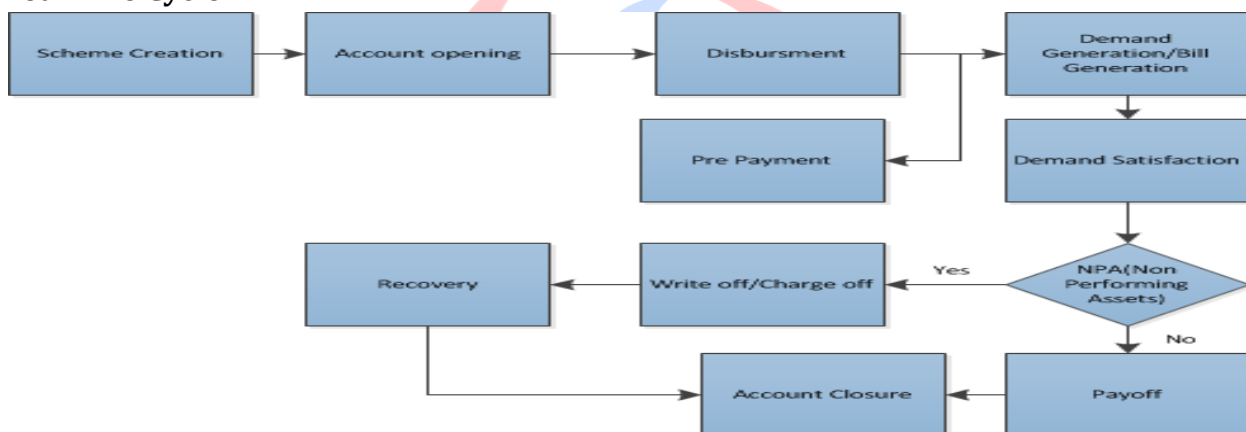 Scheme Creation
Account opening
Disbursment
Demand
Generation/Bill
Generation
Pre Payment
Demand Satisfaction
Recovery
Write off/Charge off
Yes
NPA(Non
Performing
Assets)
No
Account Closure
Payoff